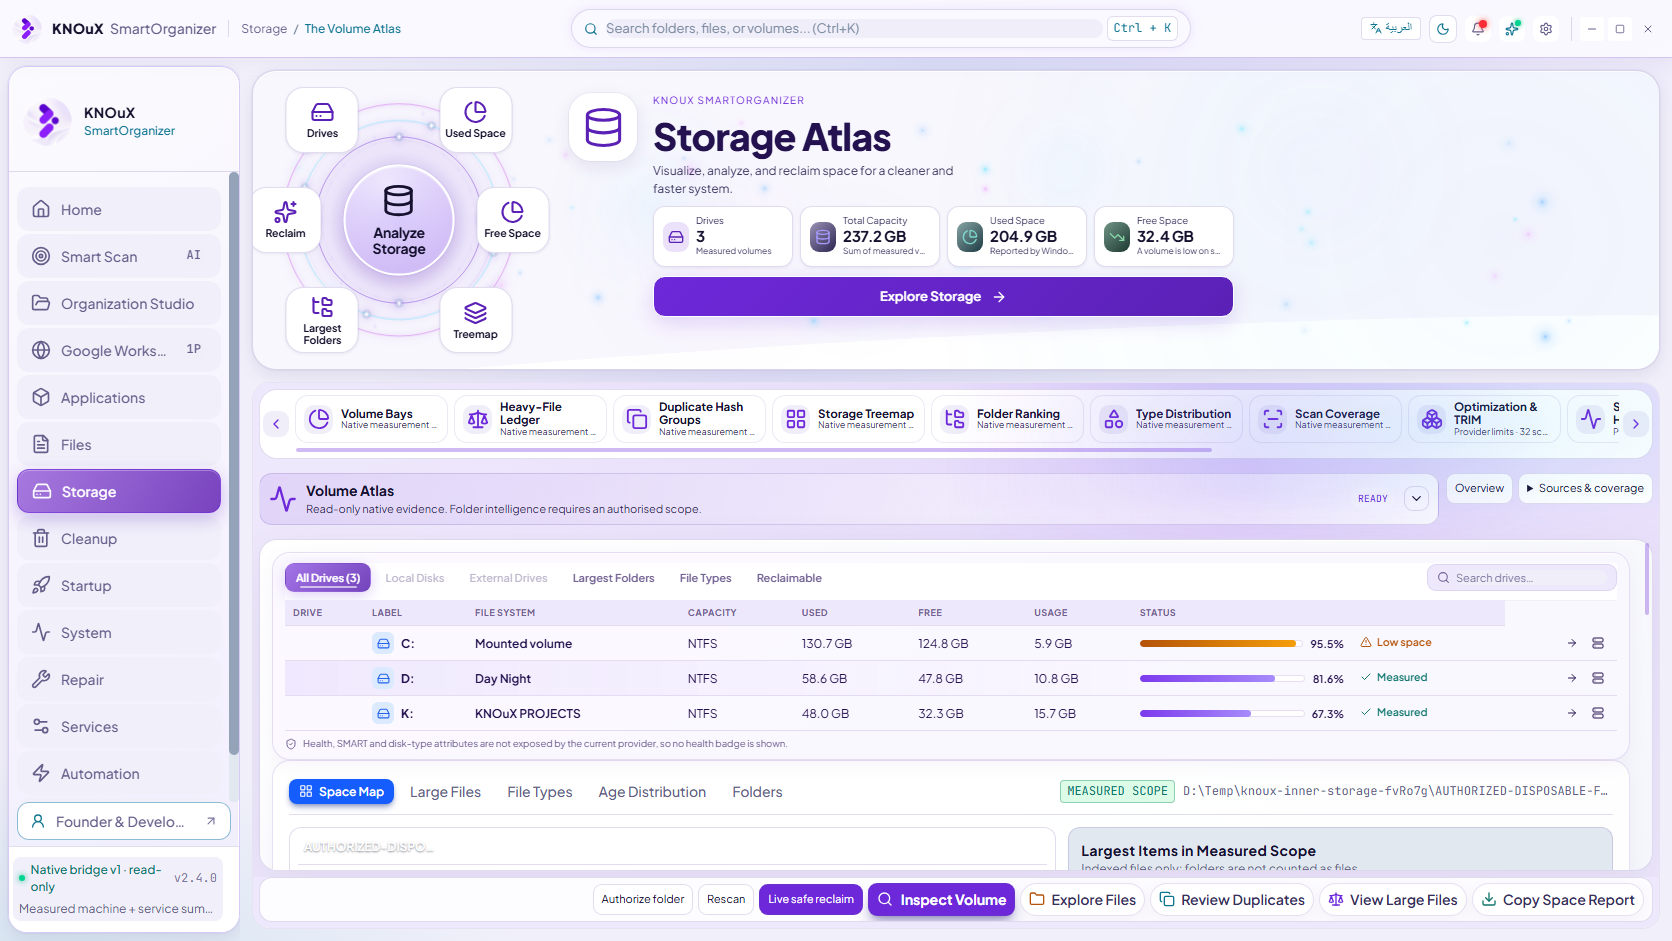 KNOuX SmartOrganizer
Storage / The Volume Atlas
Search folders, files, or volumes... (Ctrl+K)
Ctrl + K
العربية
KNOuX
SmartOrganizer
Home
Smart Scan AI
Organization Studio
Google Works... 1P
Applications
Files
Storage
Cleanup
Startup
System
Repair
Services
Automation
Founder & Develo...
Native bridge v1 · read-only
v2.4.0
Measured machine + service sum...
Drives
Used Space
Reclaim
Analyze Storage
Free Space
Largest Folders
Treemap
KNOUX SMARTORGANIZER
Storage Atlas
Visualize, analyze, and reclaim space for a cleaner and
faster system.
Drives
3
Measured volumes
Total Capacity
237.2 GB
Sum of measured v...
Used Space
204.9 GB
Reported by Windo...
Free Space
32.4 GB
A volume is low on s...
Explore Storage
Volume Bays
Native measurement ...
Heavy-File Ledger
Native measurement ...
Duplicate Hash Groups
Native measurement ...
Storage Treemap
Native measurement ...
Folder Ranking
Native measurement ...
Type Distribution
Native measurement ...
Scan Coverage
Native measurement ...
Optimization & TRIM
Provider limits · 32 sc...
Volume Atlas
Read-only native evidence. Folder intelligence requires an authorised scope.
READY
Overview
Sources & coverage
All Drives (3)
Local Disks
External Drives
Largest Folders
File Types
Reclaimable
Search drives...
DRIVE LABEL FILE SYSTEM CAPACITY USED FREE USAGE STATUS
C: Mounted volume NTFS 130.7 GB 124.8 GB 5.9 GB 95.5% Low space
D: Day Night NTFS 58.6 GB 47.8 GB 10.8 GB 81.6% Measured
K: KNOuX PROJECTS NTFS 48.0 GB 32.3 GB 15.7 GB 67.3% Measured
Health, SMART and disk-type attributes are not exposed by the current provider, so no health badge is shown.
Space Map
Large Files
File Types
Age Distribution
Folders
MEASURED SCOPE
D:\Temp\knoux-inner-storage-fvRo7g\AUTHORIZED-DISPOSABLE-F...
AUTHORIZED-DISPO...
Largest Items in Measured Scope
Indexed files only; folders are not counted as files.
Authorize folder
Rescan
Live safe reclaim
Inspect Volume
Explore Files
Review Duplicates
View Large Files
Copy Space Report